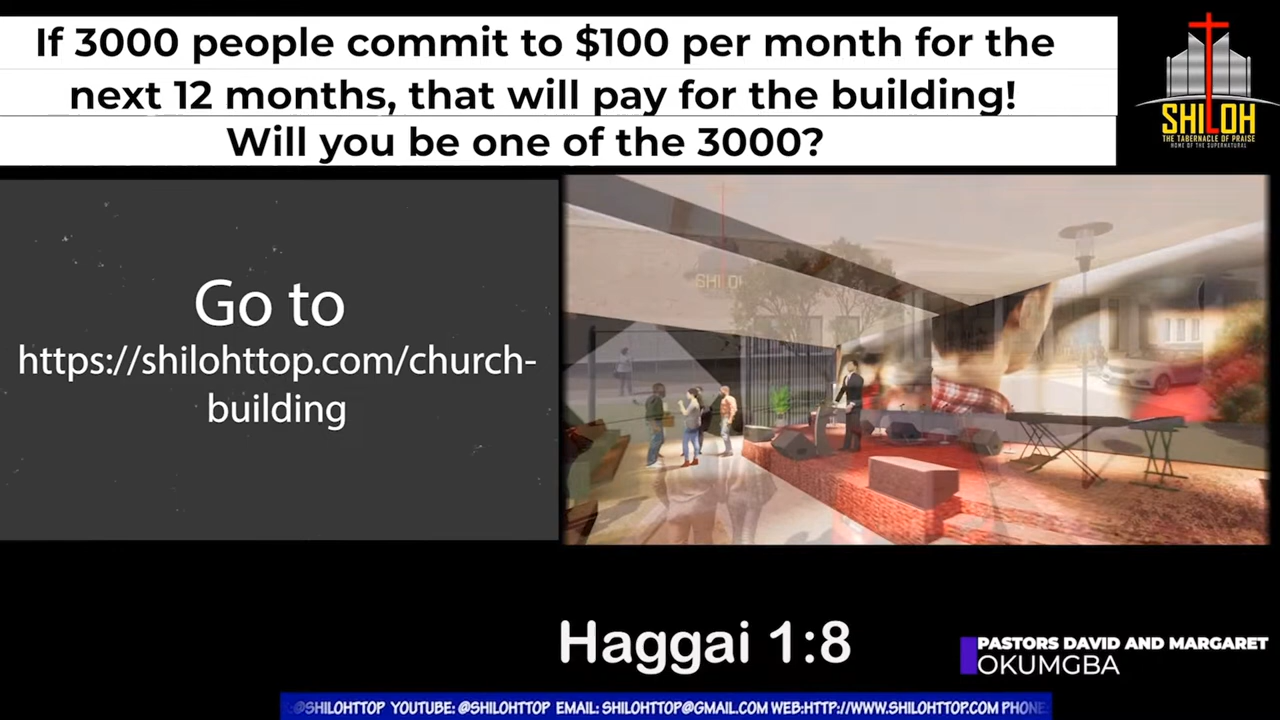 If 3000 people commit to $100 per month for the
next 12 months, that will pay for the building!
Will you be one of the 3000?
SHILOH
THE TABERNACLE OF PRAISE
HOME OF THE SUPERNATURAL
Go to
https://shilohttop.com/church-
building
SHILOH
Haggai 1:8
PASTORS DAVID AND MARGARET
OKUMGBA
@SHILOHTTOP YOUTUBE: @SHILOHTTOP EMAIL: SHILOHTTOP@GMAIL.COM WEB:HTTP://WWW.SHILOHTTOP.COM PHONE